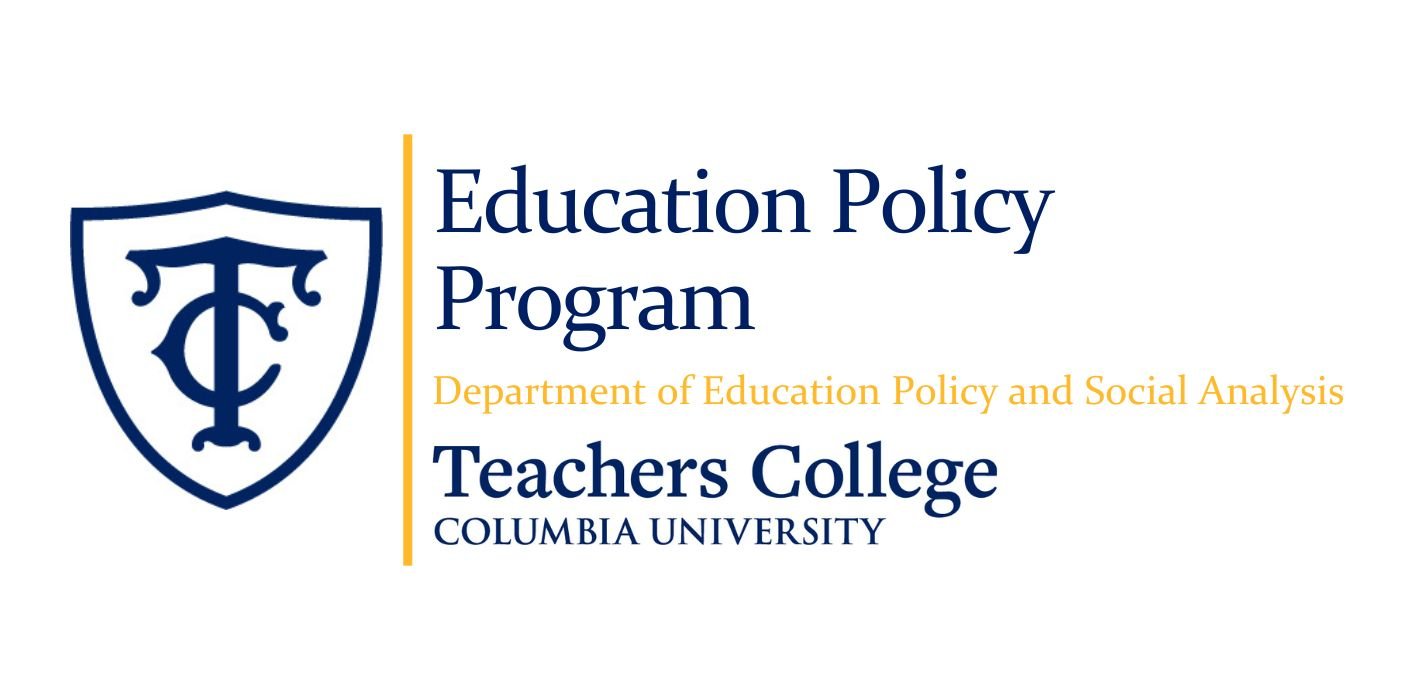 TC
Education Policy
Program
Department of Education Policy and Social Analysis
Teachers College
COLUMBIA UNIVERSITY